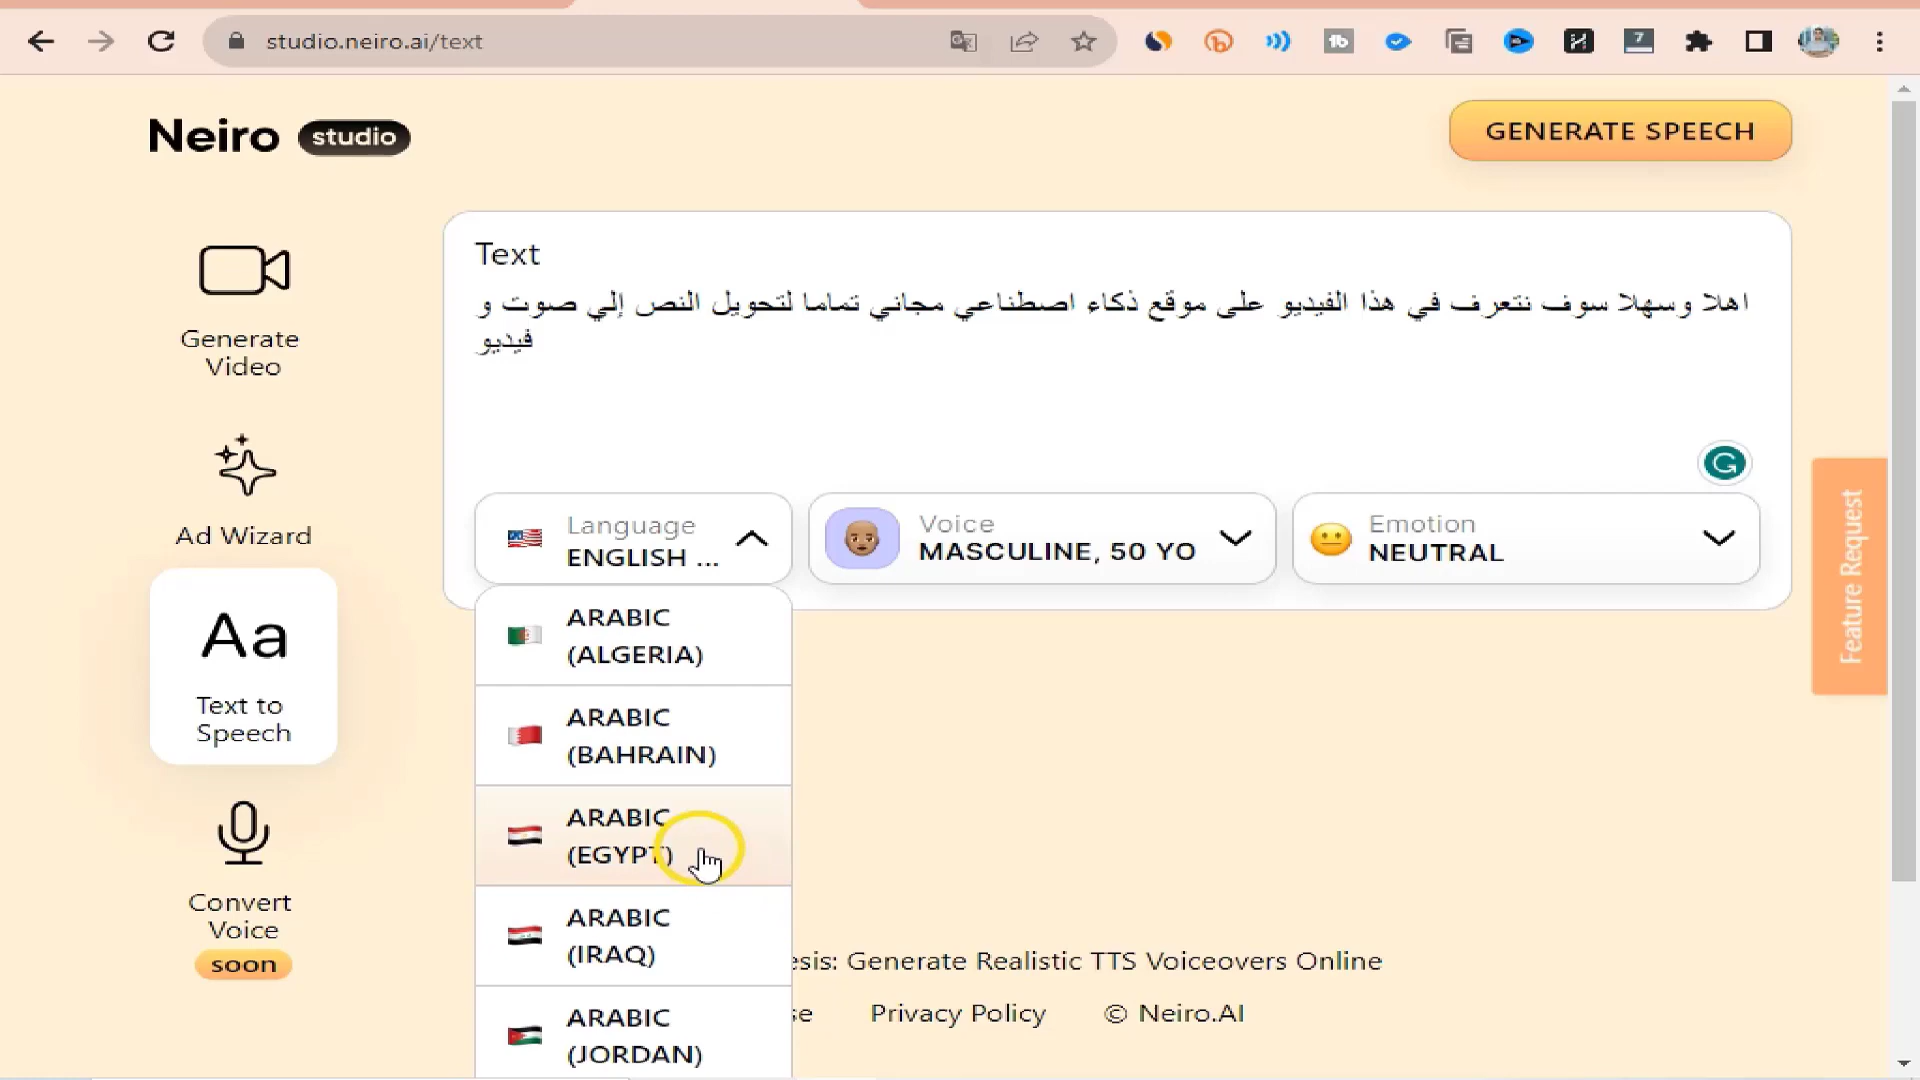 studio.neiro.ai/text
Neiro studio
GENERATE SPEECH
Generate
Video
Ad Wizard
Aa
Text to
Speech
Convert
Voice
soon
Text
اهلا وسهلا سوف نتعرف في هذا الفيديو على موقع ذكاء اصطناعي مجاني تماما لتحويل النص إلي صوت و
فيديو
Language
ENGLISH ...
Voice
MASCULINE, 50 YO
Emotion
NEUTRAL
ARABIC
(ALGERIA)
ARABIC
(BAHRAIN)
ARABIC
(EGYPT)
ARABIC
(IRAQ)
ARABIC
(JORDAN)
Feature Request
: Generate Realistic TTS Voiceovers Online
Privacy Policy
© Neiro.AI